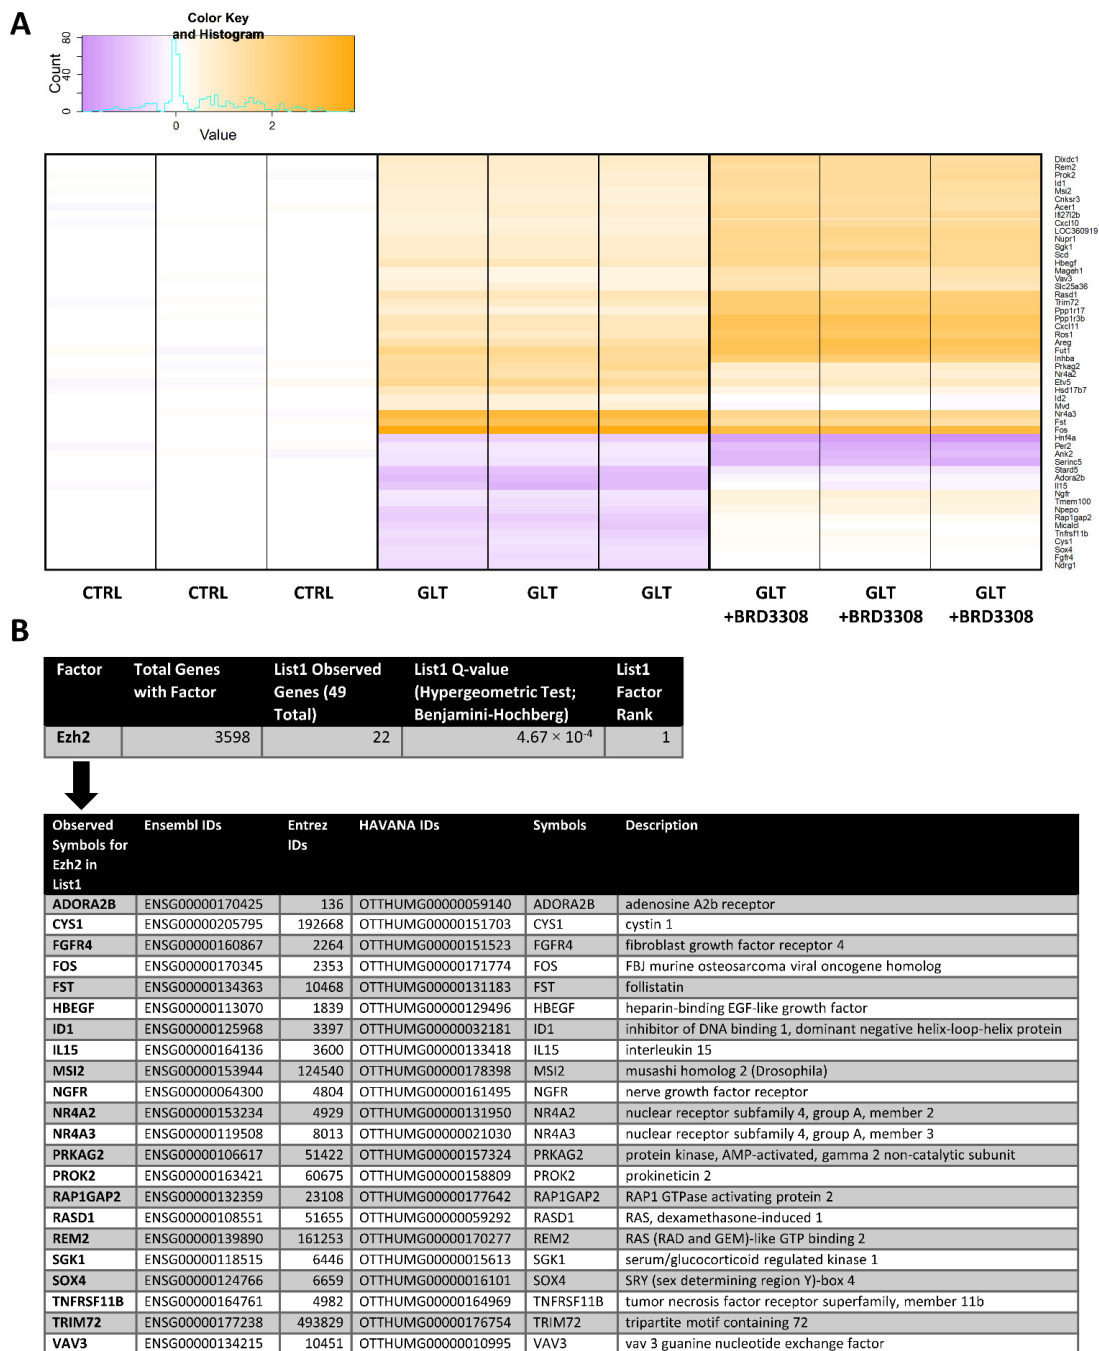 A
Color Key
and Histogram
Count
0 40 80
0 2
Value
Dixdc1
Rem2
Prok2
Id1
Msi2
Cnksr3
Acer1
Ifi27l2b
Cxcl10
LOC360919
Nupr1
Sgk1
Scd
Hbegf
Mageh1
Vav3
Slc25a36
Rasd1
Trim72
Ppp1r17
Ppp1r3b
Cxcl11
Ros1
Areg
Fut1
Inhba
Prkag2
Nr4a2
Etv5
Hsd17b7
Id2
Mvd
Nr4a3
Fst
Fos
Hnf4a
Per2
Ank2
Serinc5
Stard5
Adora2b
Il15
Ngfr
Tmem100
Npepo
Rap1gap2
Micalcl
Tnfrsf11b
Cys1
Sox4
Fgfr4
Ndrg1
CTRL CTRL CTRL GLT GLT GLT GLT GLT GLT
+BRD3308 +BRD3308 +BRD3308
B
Factor Total Genes List1 Observed List1 Q-value List1
with Factor Genes (49 (Hypergeometric Test; Factor
Total) Benjamini-Hochberg) Rank
Ezh2 3598 22 4.67 × 10⁻⁴ 1
Observed Ensembl IDs Entrez HAVANA IDs Symbols Description
Symbols for IDs
Ezh2 in
List1
ADORA2B ENSG00000170425 136 OTTHUMG00000059140 ADORA2B adenosine A2b receptor
CYS1 ENSG00000205795 192668 OTTHUMG00000151703 CYS1 cystin 1
FGFR4 ENSG00000160867 2264 OTTHUMG00000151523 FGFR4 fibroblast growth factor receptor 4
FOS ENSG00000170345 2353 OTTHUMG00000171774 FOS FBJ murine osteosarcoma viral oncogene homolog
FST ENSG00000134363 10468 OTTHUMG00000131183 FST follistatin
HBEGF ENSG00000113070 1839 OTTHUMG00000129496 HBEGF heparin-binding EGF-like growth factor
ID1 ENSG00000125968 3397 OTTHUMG00000032181 ID1 inhibitor of DNA binding 1, dominant negative helix-loop-helix protein
IL15 ENSG00000164136 3600 OTTHUMG00000133418 IL15 interleukin 15
MSI2 ENSG00000153944 124540 OTTHUMG00000178398 MSI2 musashi homolog 2 (Drosophila)
NGFR ENSG00000064300 4804 OTTHUMG00000161495 NGFR nerve growth factor receptor
NR4A2 ENSG00000153234 4929 OTTHUMG00000131950 NR4A2 nuclear receptor subfamily 4, group A, member 2
NR4A3 ENSG00000119508 8013 OTTHUMG00000021030 NR4A3 nuclear receptor subfamily 4, group A, member 3
PRKAG2 ENSG00000106617 51422 OTTHUMG00000157324 PRKAG2 protein kinase, AMP-activated, gamma 2 non-catalytic subunit
PROK2 ENSG00000163421 60675 OTTHUMG00000158809 PROK2 prokineticin 2
RAP1GAP2 ENSG00000132359 23108 OTTHUMG00000177642 RAP1GAP2 RAP1 GTPase activating protein 2
RASD1 ENSG00000108551 51655 OTTHUMG00000059292 RASD1 RAS, dexamethasone-induced 1
REM2 ENSG00000139890 161253 OTTHUMG00000170277 REM2 RAS (RAD and GEM)-like GTP binding 2
SGK1 ENSG00000118515 6446 OTTHUMG00000015613 SGK1 serum/glucocorticoid regulated kinase 1
SOX4 ENSG00000124766 6659 OTTHUMG00000016101 SOX4 SRY (sex determining region Y)-box 4
TNFRSF11B ENSG00000164761 4982 OTTHUMG00000164969 TNFRSF11B tumor necrosis factor receptor superfamily, member 11b
TRIM72 ENSG00000177238 493829 OTTHUMG00000176754 TRIM72 tripartite motif containing 72
VAV3 ENSG00000134215 10451 OTTHUMG00000010995 VAV3 vav 3 guanine nucleotide exchange factor